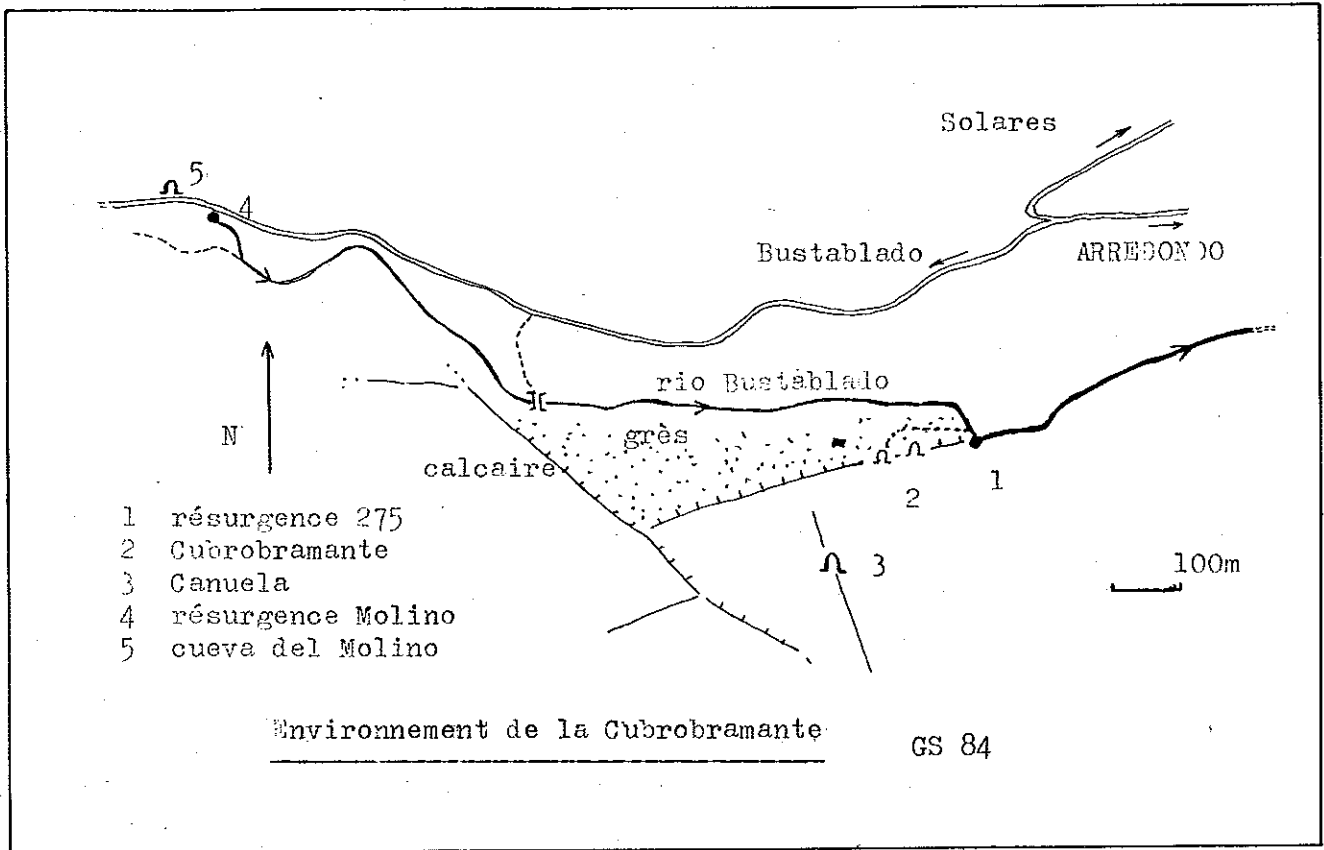 Solares
5
4
Bustablado
ARREDONDO
rio Bustablado
N
grès
calcaire
1
2
3
100m
1 résurgence 275
2 Cubrobramante
3 Canuela
4 résurgence Molino
5 cueva del Molino
Environnement de la Cubrobramante
GS 84